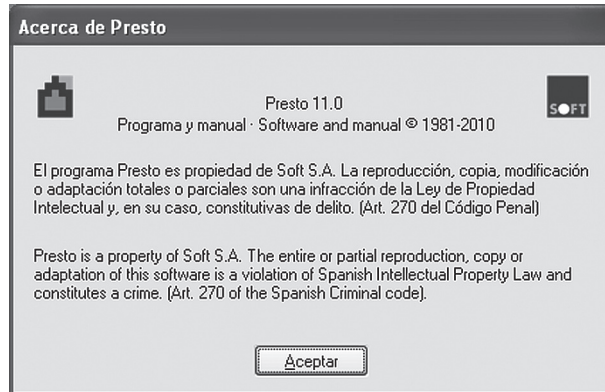 Acerca de Presto
Presto 11.0
SOFT
Programa y manual · Software and manual © 1981-2010
El programa Presto es propiedad de Soft S.A. La reproducción, copia, modificación
o adaptación totales o parciales son una infracción de la Ley de Propiedad
Intelectual y, en su caso, constitutivas de delito. (Art. 270 del Código Penal)
Presto is a property of Soft S.A. The entire or partial reproduction, copy or
adaptation of this software is a violation of Spanish Intellectual Property Law and
constitutes a crime. (Art. 270 of the Spanish Criminal code).
Aceptar